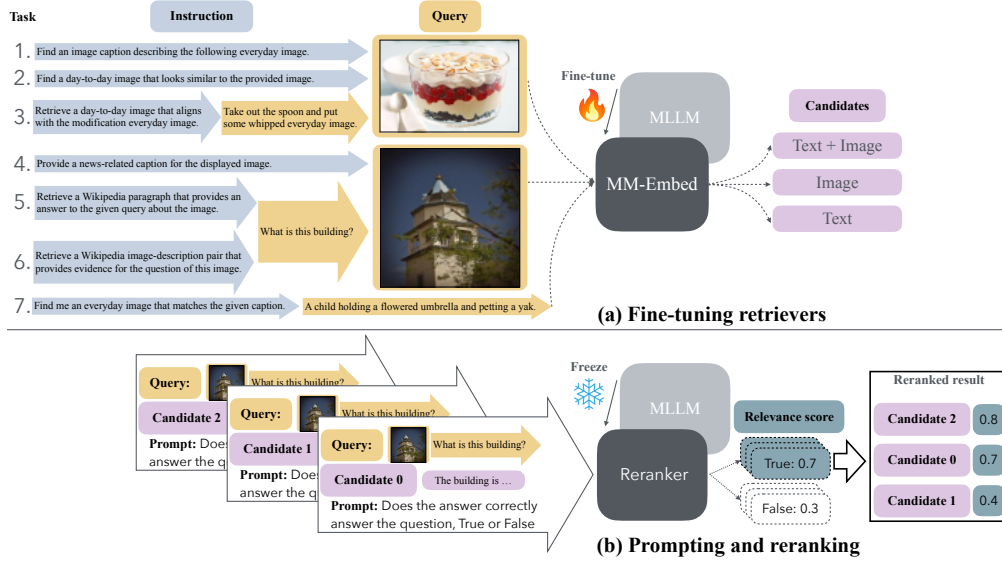 Task
Instruction
Query
1. Find an image caption describing the following everyday image.
2. Find a day-to-day image that looks similar to the provided image.
3. Retrieve a day-to-day image that aligns
with the modification everyday image.
Take out the spoon and put
some whipped everyday image.
4. Provide a news-related caption for the displayed image.
5. Retrieve a Wikipedia paragraph that provides an
answer to the given query about the image.
What is this building?
6. Retrieve a Wikipedia image-description pair that
provides evidence for the question of this image.
7. Find me an everyday image that matches the given caption.
A child holding a flowered umbrella and petting a yak.
Fine-tune
MLLM
MM-Embed
Candidates
Text + Image
Image
Text
(a) Fine-tuning retrievers
Query:
What is this building?
Candidate 2
Prompt: Does
answer the q
Query:
What is this building?
Candidate 1
Prompt: Does
answer the q
Query:
What is this building?
Candidate 0
The building is ...
Prompt: Does the answer correctly
answer the question, True or False
Freeze
MLLM
Reranker
Relevance score
True: 0.7
False: 0.3
Reranked result
Candidate 2 0.8
Candidate 0 0.7
Candidate 1 0.4
(b) Prompting and reranking